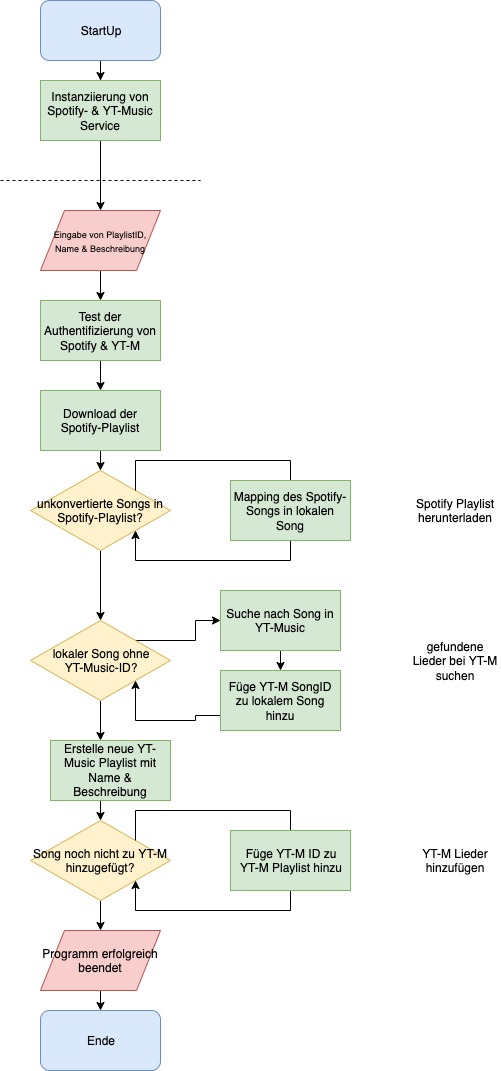 StartUp
Instanziierung von
Spotify- & YT-Music
Service
Eingabe von PlaylistID,
Name & Beschreibung
Test der
Authentifizierung von
Spotify & YT-M
Download der
Spotify-Playlist
unkonvertierte Songs in
Spotify-Playlist?
Mapping des Spotify-
Songs in lokalen
Song
Spotify Playlist
herunterladen
lokaler Song ohne
YT-Music-ID?
Suche nach Song in
YT-Music
Füge YT-M SongID
zu lokalem Song
hinzu
gefundene
Lieder bei YT-M
suchen
Erstelle neue YT-
Music Playlist mit
Name &
Beschreibung
Song noch nicht zu YT-M
hinzugefügt?
Füge YT-M ID zu
YT-M Playlist hinzu
YT-M Lieder
hinzufügen
Programm erfolgreich
beendet
Ende